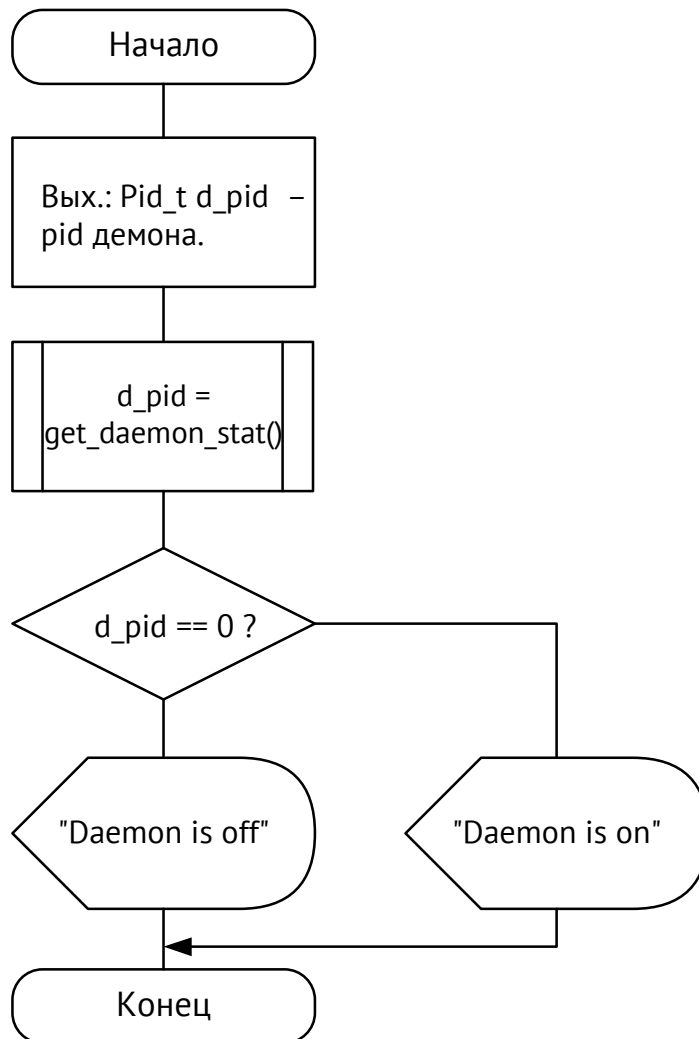 Начало
Вых.: Pid_t d_pid –
pid демона.
d_pid =
get_daemon_stat()
d_pid == 0 ?
"Daemon is off"
"Daemon is on"
Конец